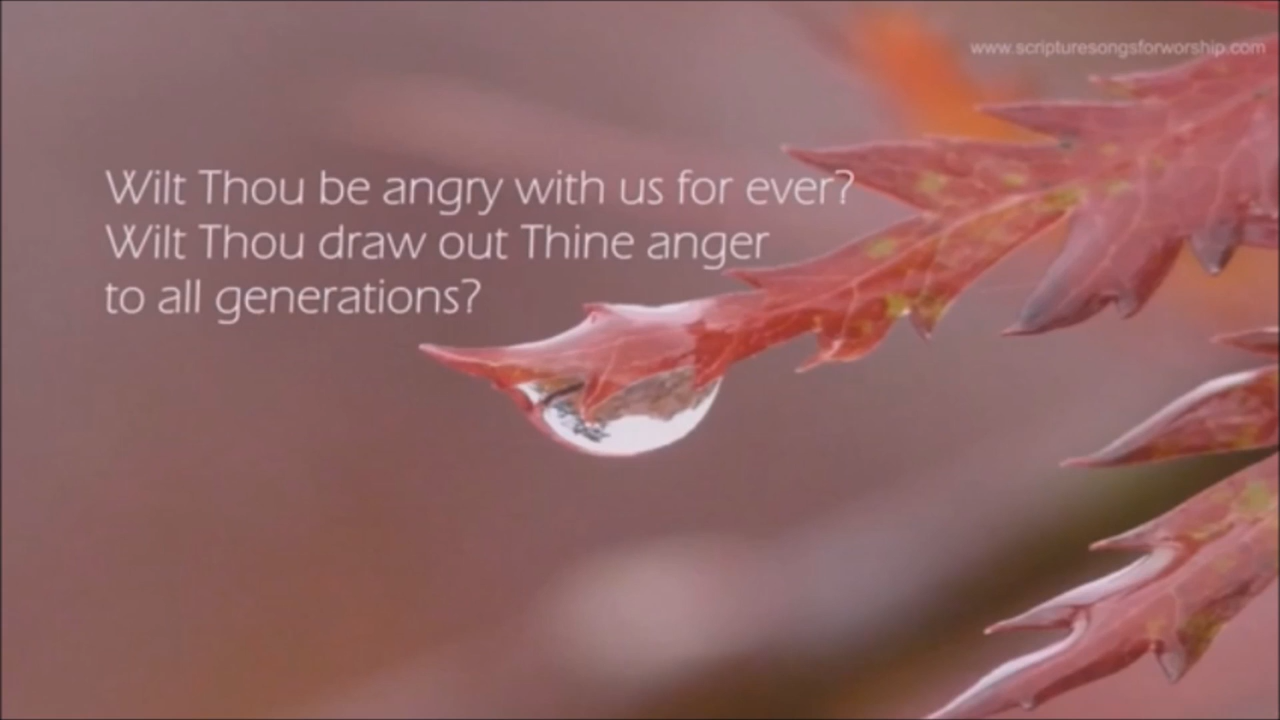 www.scripturesongsforworship.com
Wilt Thou be angry with us for ever?
Wilt Thou draw out Thine anger
to all generations?